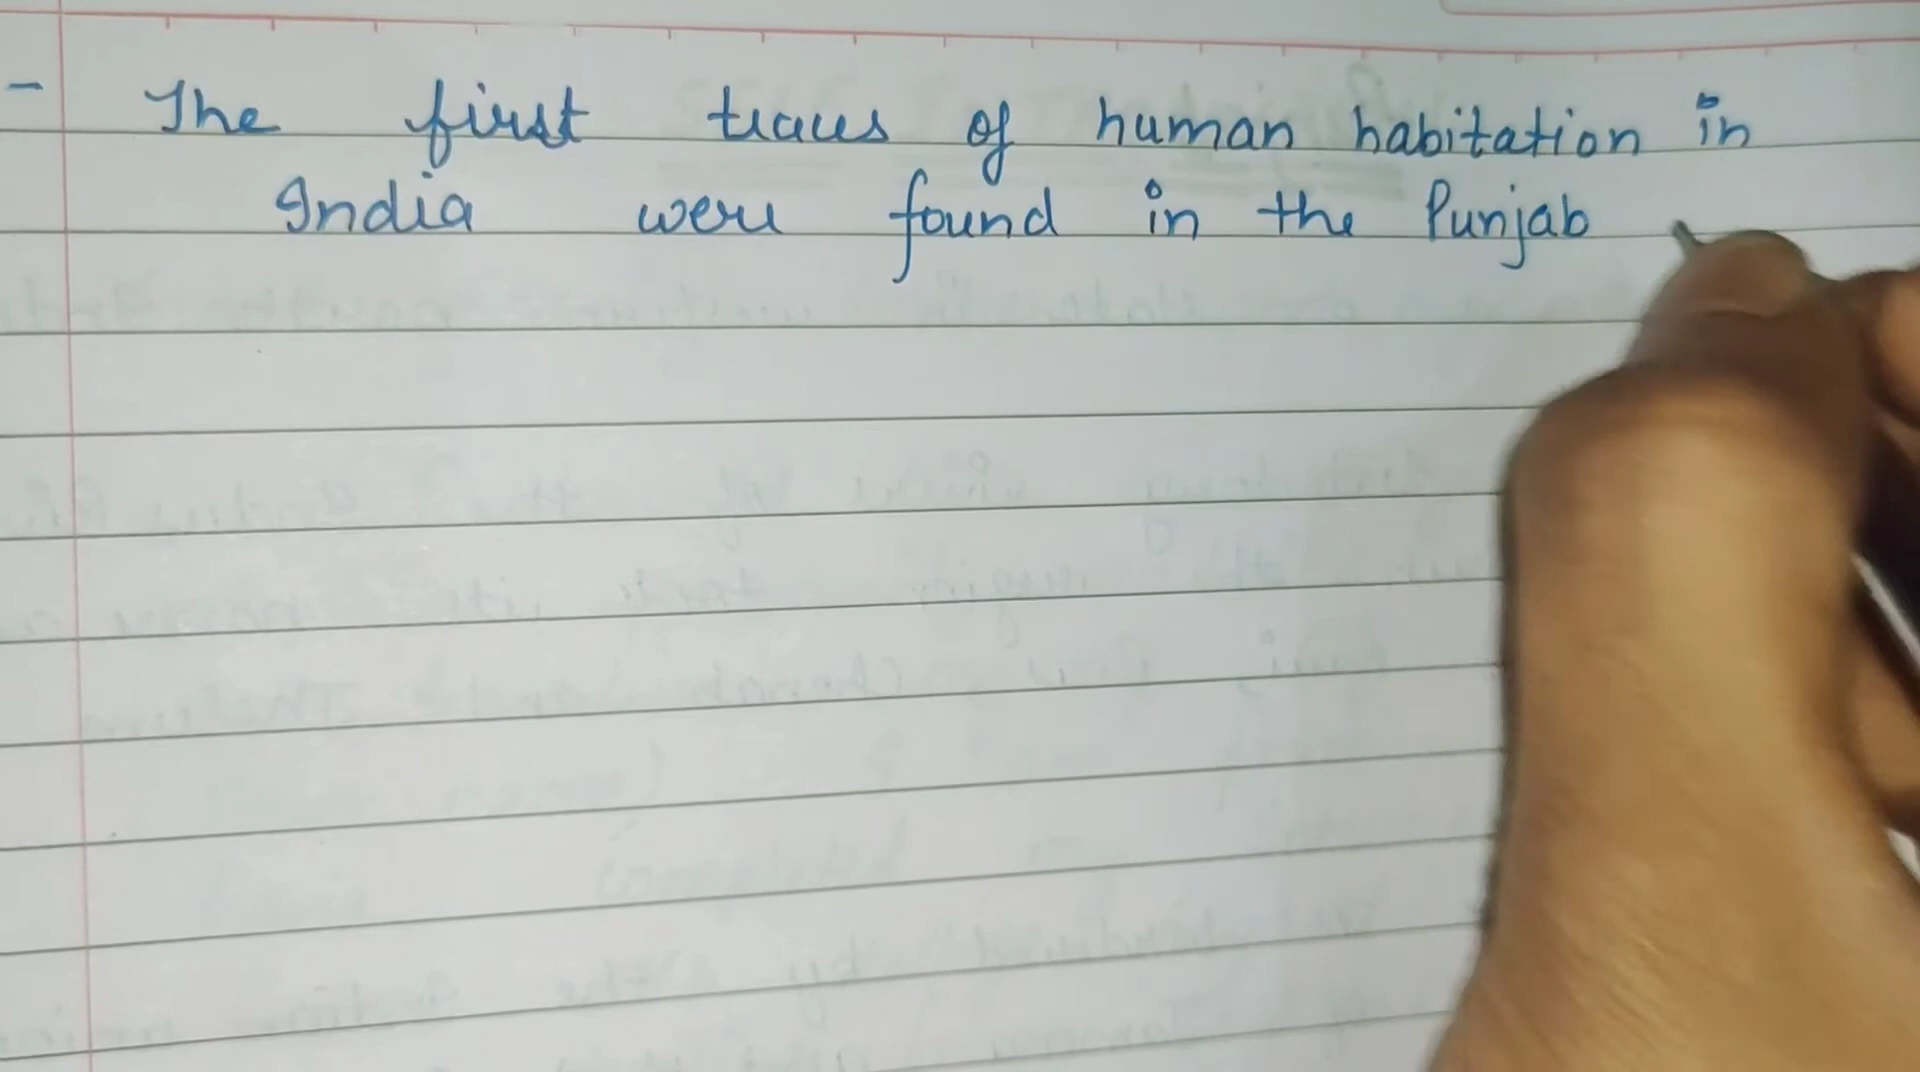 - The first traces of human habitation in
India were found in the Punjab